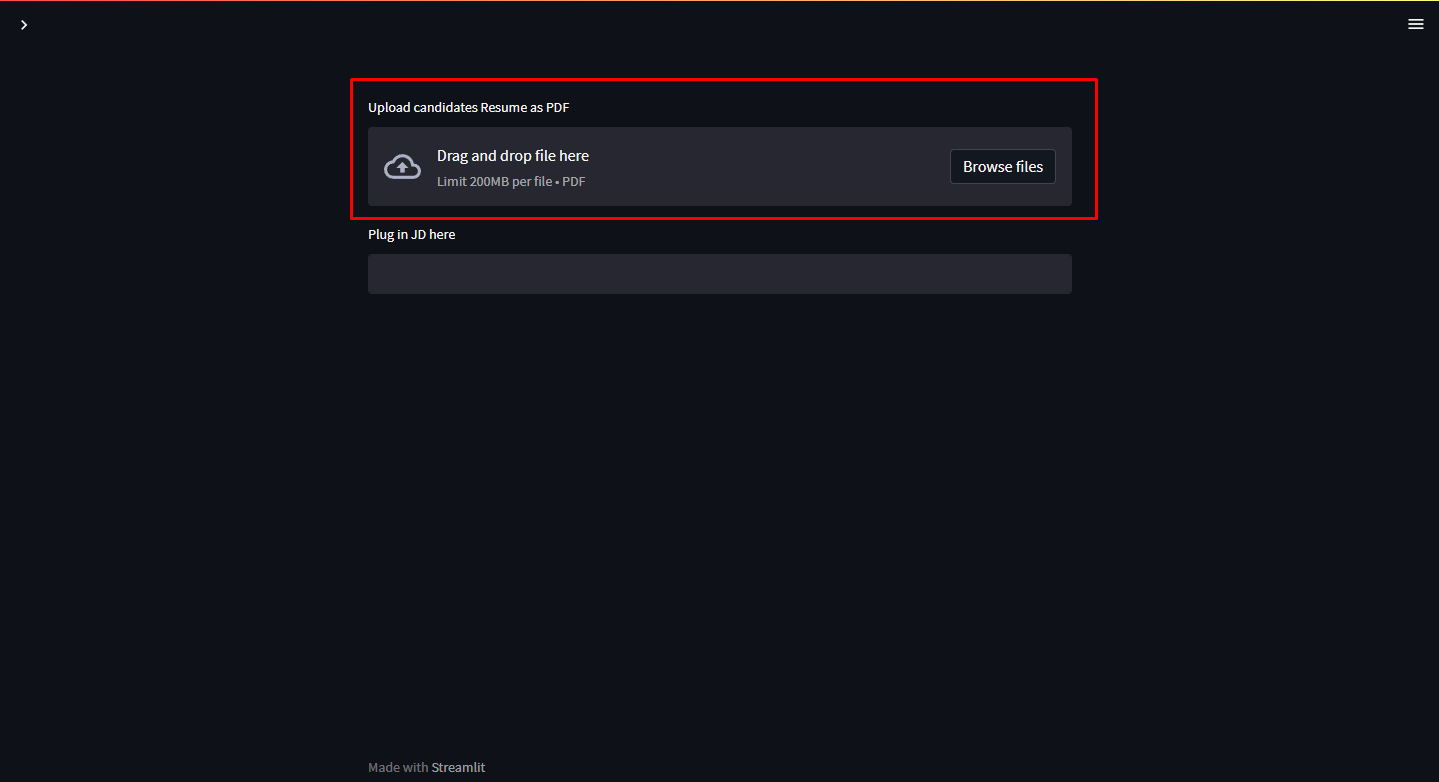 Upload candidates Resume as PDF
Drag and drop file here
Limit 200MB per file • PDF
Browse files
Plug in JD here
Made with Streamlit